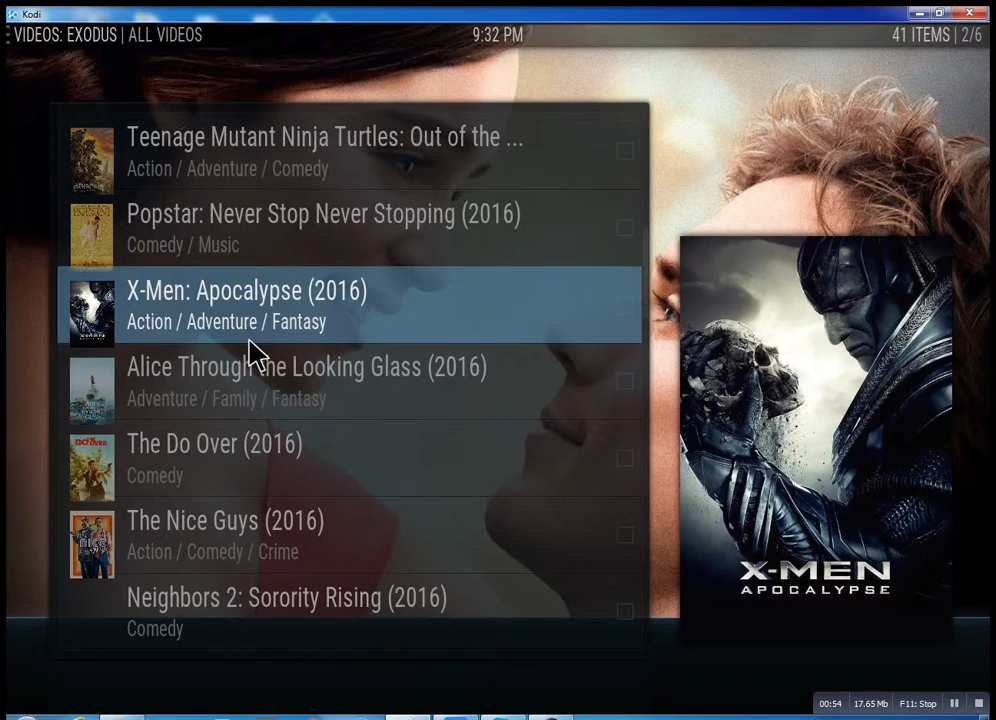 Kodi
VIDEOS: EXODUS | ALL VIDEOS
9:32 PM
41 ITEMS | 2/6
Teenage Mutant Ninja Turtles: Out of the ...
Action / Adventure / Comedy
Popstar: Never Stop Never Stopping (2016)
Comedy / Music
X-Men: Apocalypse (2016)
Action / Adventure / Fantasy
Alice Through the Looking Glass (2016)
Adventure / Family / Fantasy
The Do Over (2016)
Comedy
The Nice Guys (2016)
Action / Comedy / Crime
Neighbors 2: Sorority Rising (2016)
Comedy
X-MEN
APOCALYPSE
00:54
17.65 Mb
F11: Stop